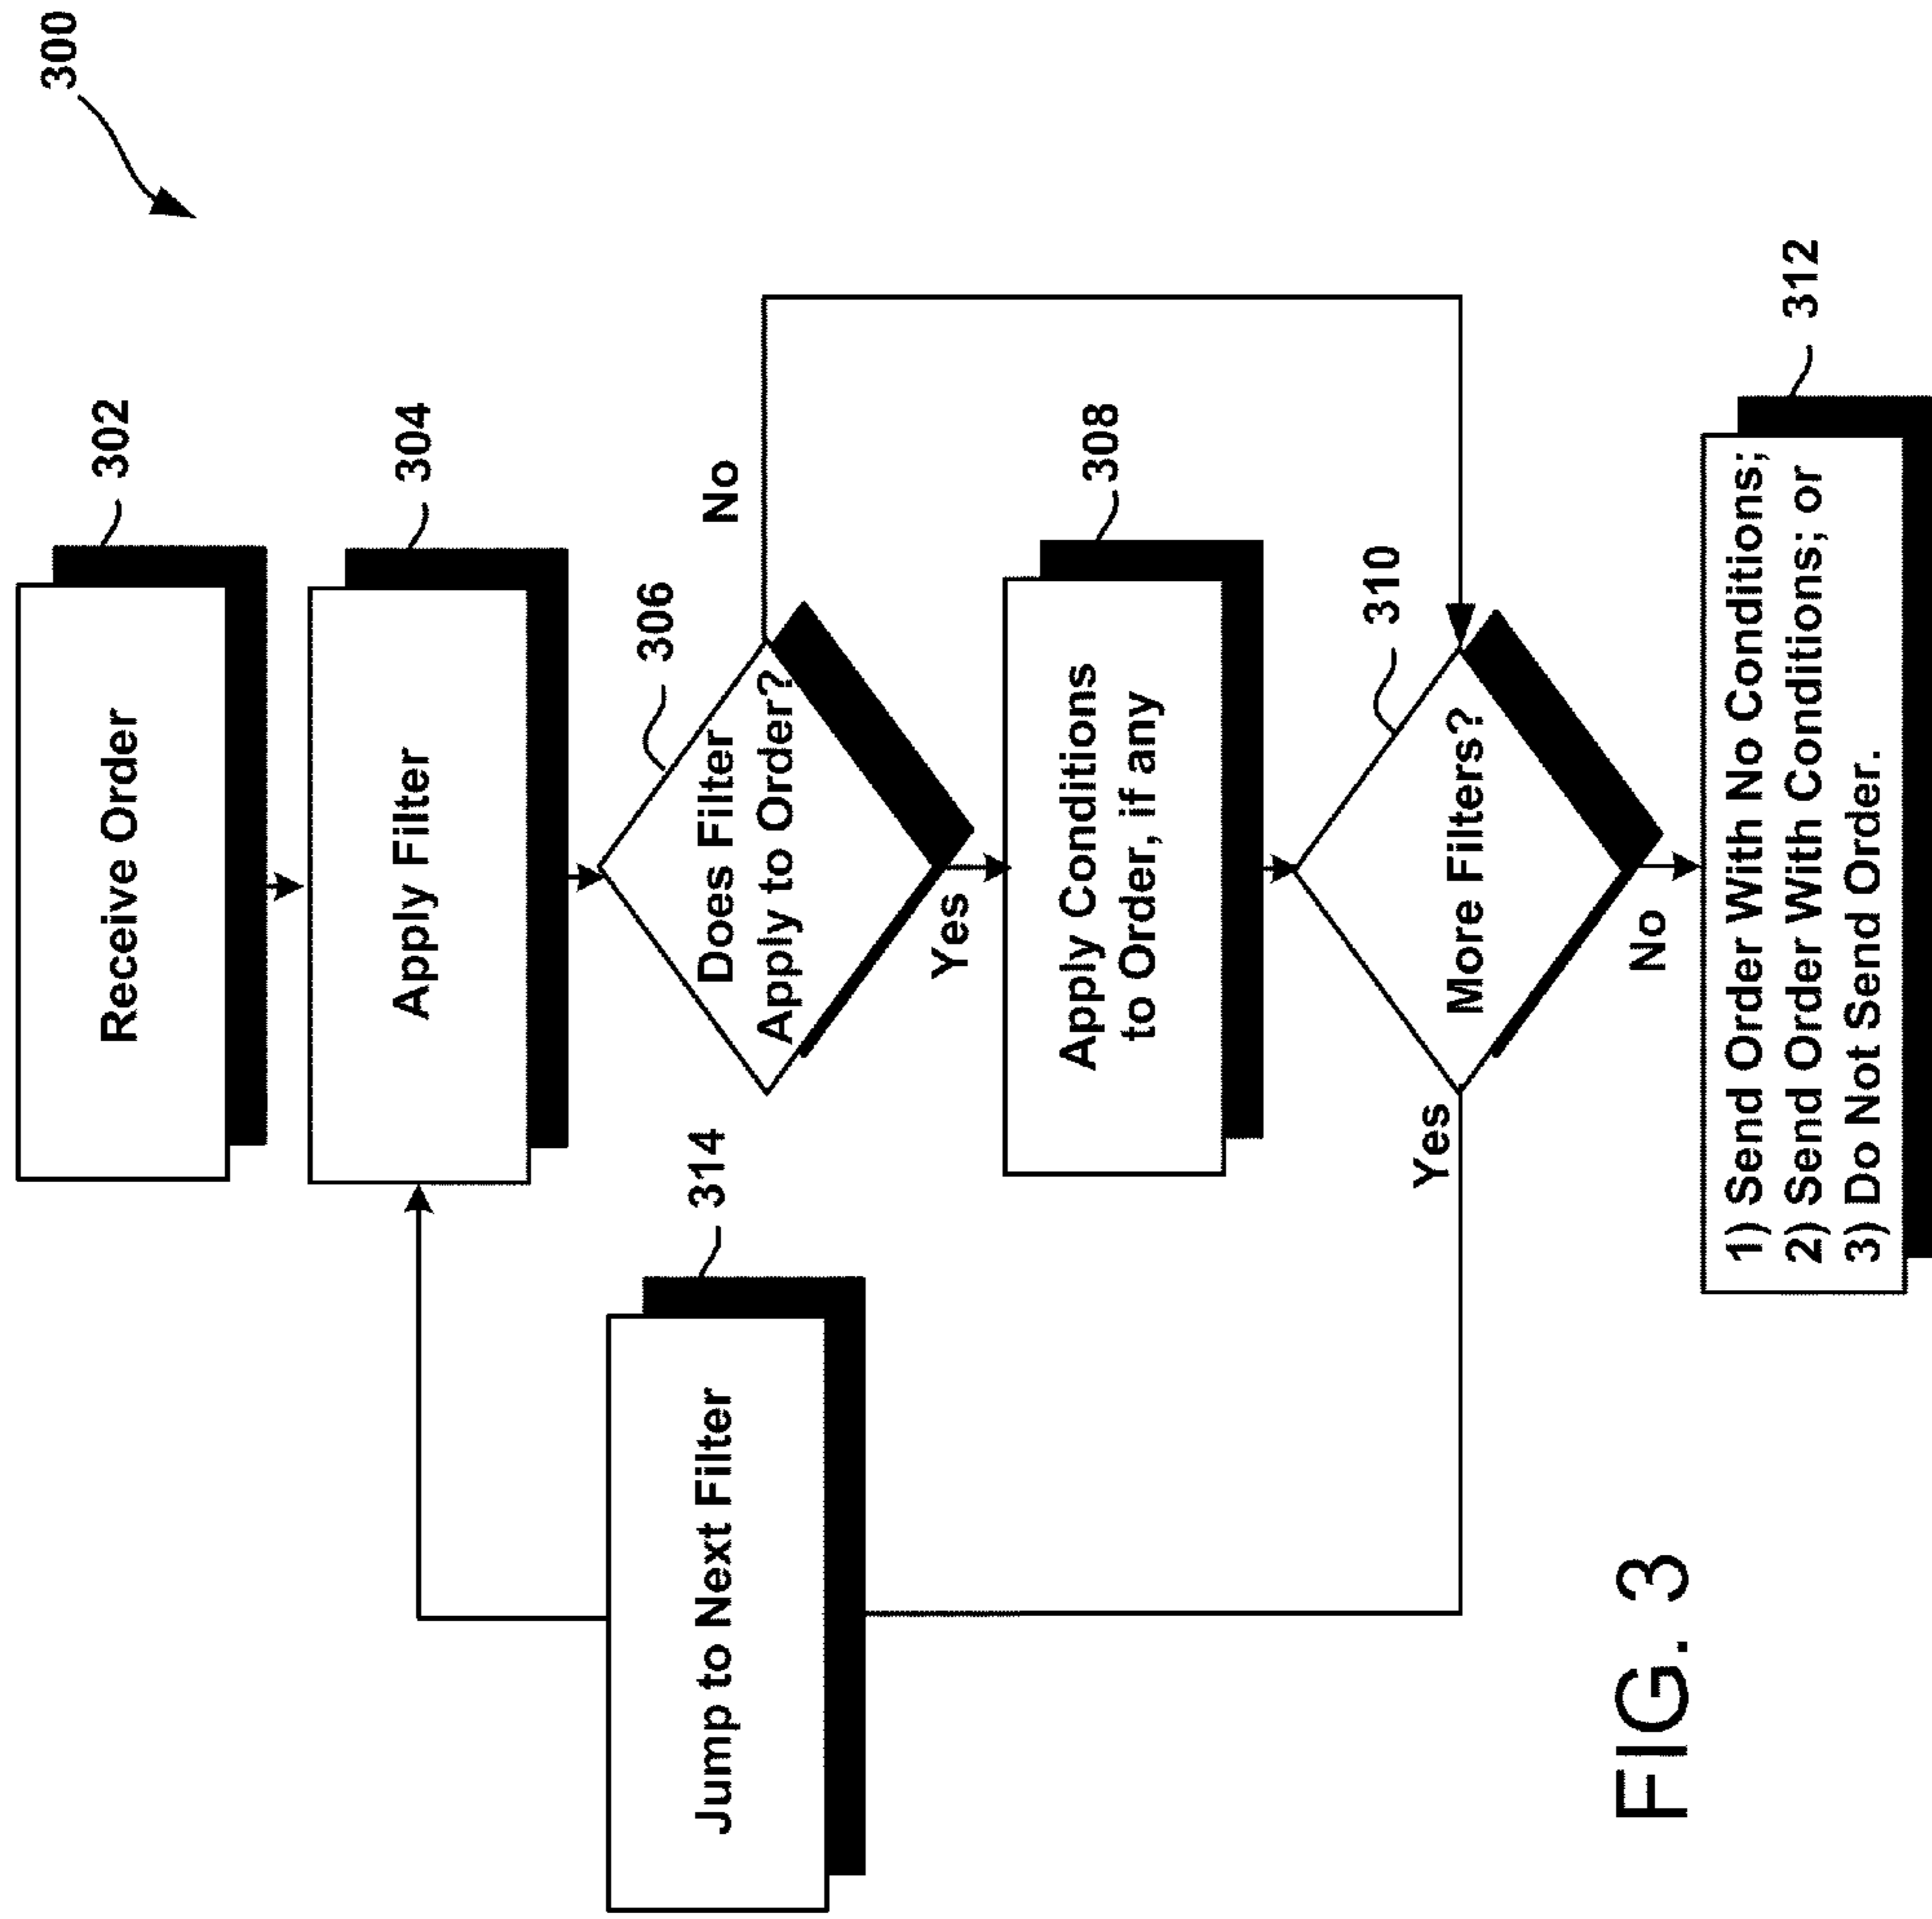 300
Receive Order
302
Apply Filter
304
Does Filter
Apply to Order?
306
No
Yes
Apply Conditions
to Order, if any
308
More Filters?
310
Yes
No
Jump to Next Filter
314
1) Send Order With No Conditions;
2) Send Order With Conditions; or
3) Do Not Send Order.
312
FIG. 3